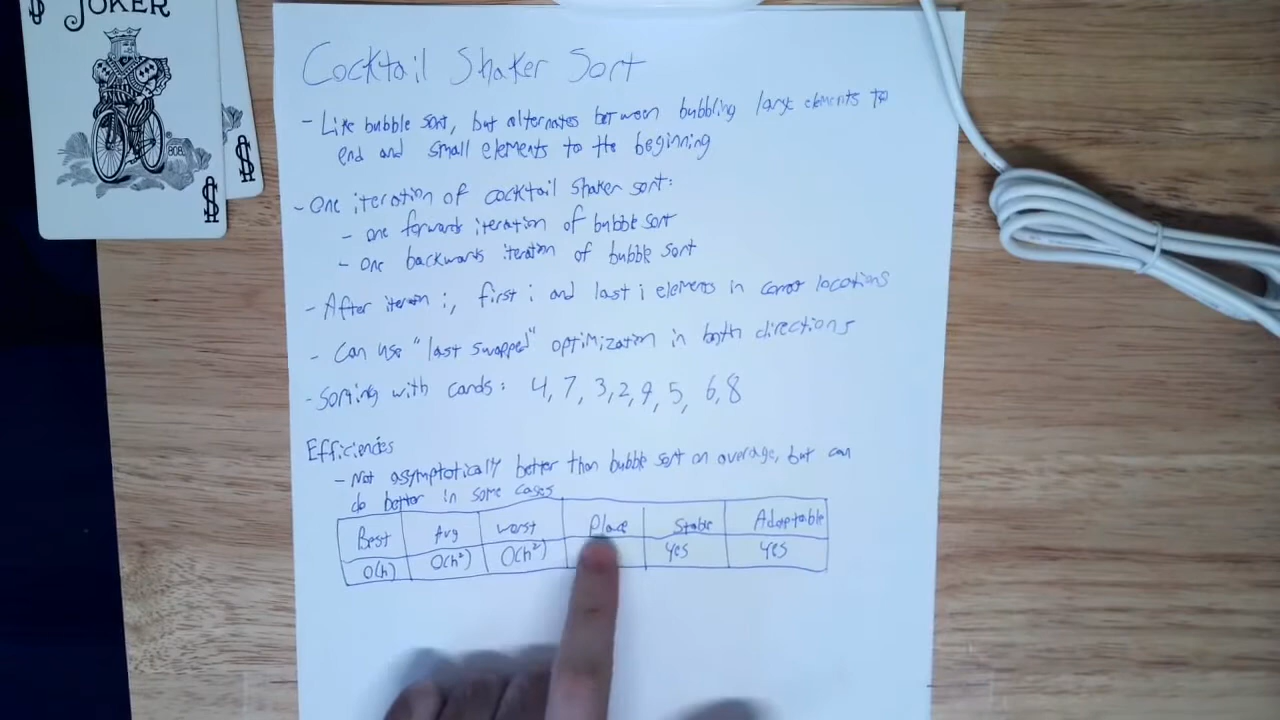 JOKER
$
$
$
808
Cocktail Shaker Sort
- Like bubble sort, but alternates between bubbling large elements to
end and small elements to the beginning
- One iteration of cocktail shaker sort:
- one forwards iteration of bubble sort
- one backwards iteration of bubble sort
- After iteration i, first i and last i elements in correct locations
- Can use "last swapped" optimization in both directions
- Sorting with cards: 4, 7, 3, 2, 9, 5, 6, 8
Efficiencies
- Not asymptotically better than bubble sort on average, but can
do better in some cases
Best Avg worst Place Stable Adaptable
O(n) O(n²) O(n²) yes yes